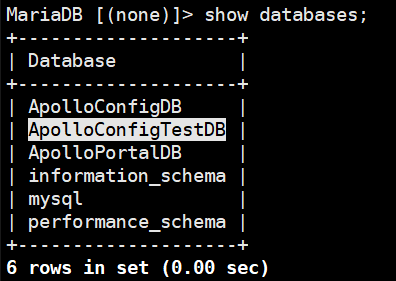 MariaDB [(none)]> show databases;
+--------------------+
| Database           |
+--------------------+
| ApolloConfigDB     |
| ApolloConfigTestDB |
| ApolloPortalDB     |
| information_schema |
| mysql              |
| performance_schema |
+--------------------+
6 rows in set (0.00 sec)